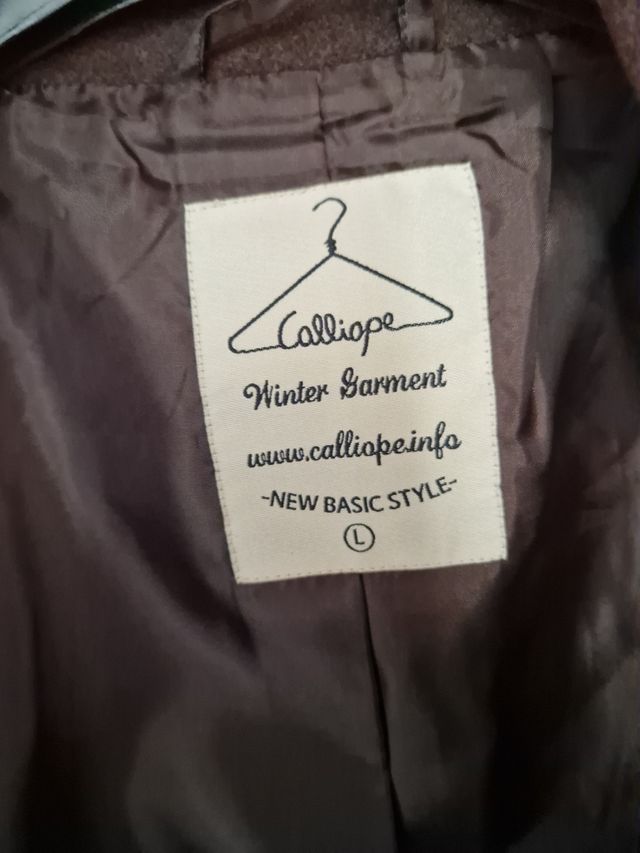 Calliope
Winter Garment
www.calliope.info
-NEW BASIC STYLE-
L